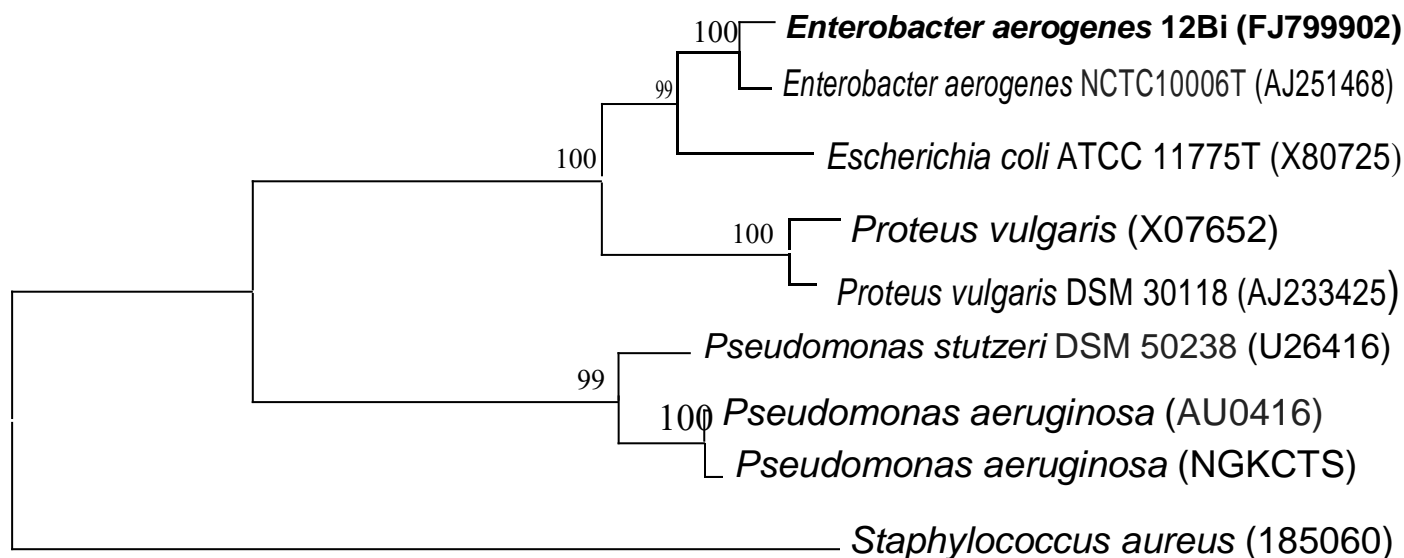 100 Enterobacter aerogenes 12Bi (FJ799902)
99 Enterobacter aerogenes NCTC10006T (AJ251468)
100 Escherichia coli ATCC 11775T (X80725)
100 Proteus vulgaris (X07652)
Proteus vulgaris DSM 30118 (AJ233425)
Pseudomonas stutzeri DSM 50238 (U26416)
99
100 Pseudomonas aeruginosa (AU0416)
Pseudomonas aeruginosa (NGKCTS)
Staphylococcus aureus (185060)